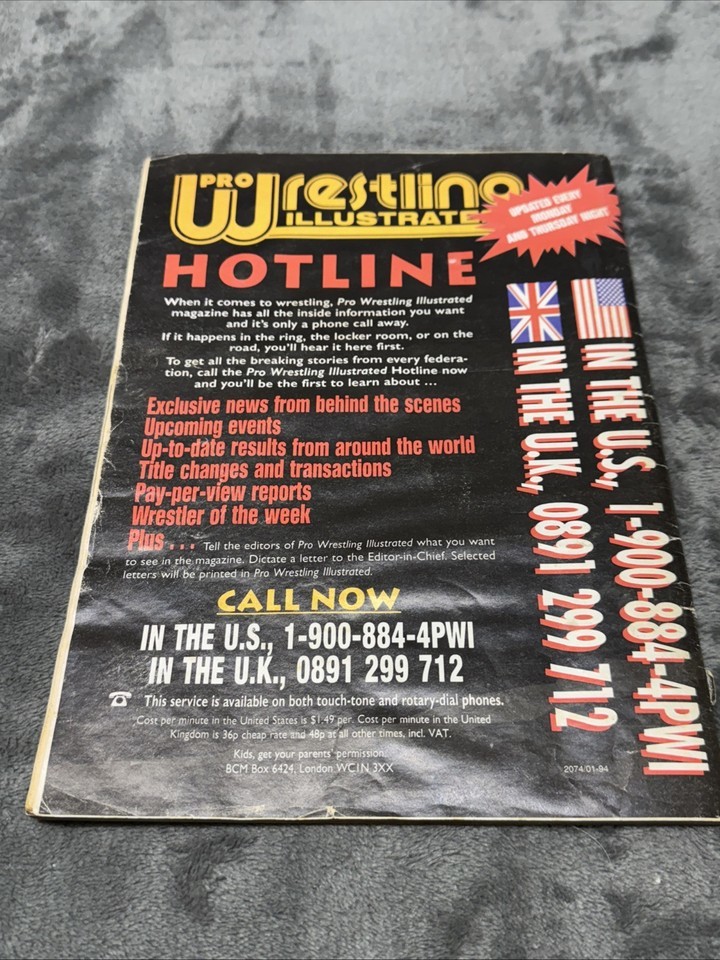 PRO
Wrestling
ILLUSTRATE
UPDATED EVERY
MONDAY
AND THURSDAY NIGHT
HOTLINE
When it comes to wrestling, Pro Wrestling Illustrated
magazine has all the inside information you want
and it's only a phone call away.
If it happens in the ring, the locker room, or on the
road, you'll hear it here first.
To get all the breaking stories from every federa-
tion, call the Pro Wrestling Illustrated Hotline now
and you'll be the first to learn about ...
Exclusive news from behind the scenes
Upcoming events
Up-to-date results from around the world
Title changes and transactions
Pay-per-view reports
Wrestler of the week
Plus . . . Tell the editors of Pro Wrestling Illustrated what you want
to see in the magazine. Dictate a letter to the Editor-in-Chief. Selected
letters will be printed in Pro Wrestling Illustrated.
CALL NOW
IN THE U.S., 1-900-884-4PWI
IN THE U.K., 0891 299 712
This service is available on both touch-tone and rotary-dial phones.
Cost per minute in the United States is $1.49 per. Cost per minute in the United
Kingdom is 36p cheap rate and 48p at all other times, incl. VAT.
Kids, get your parents' permission.
BCM Box 6424, London WC1N 3XX
2074/01-94
IN THE U.S., 1-900-884-4PWI
IN THE U.K., 0891 299 712